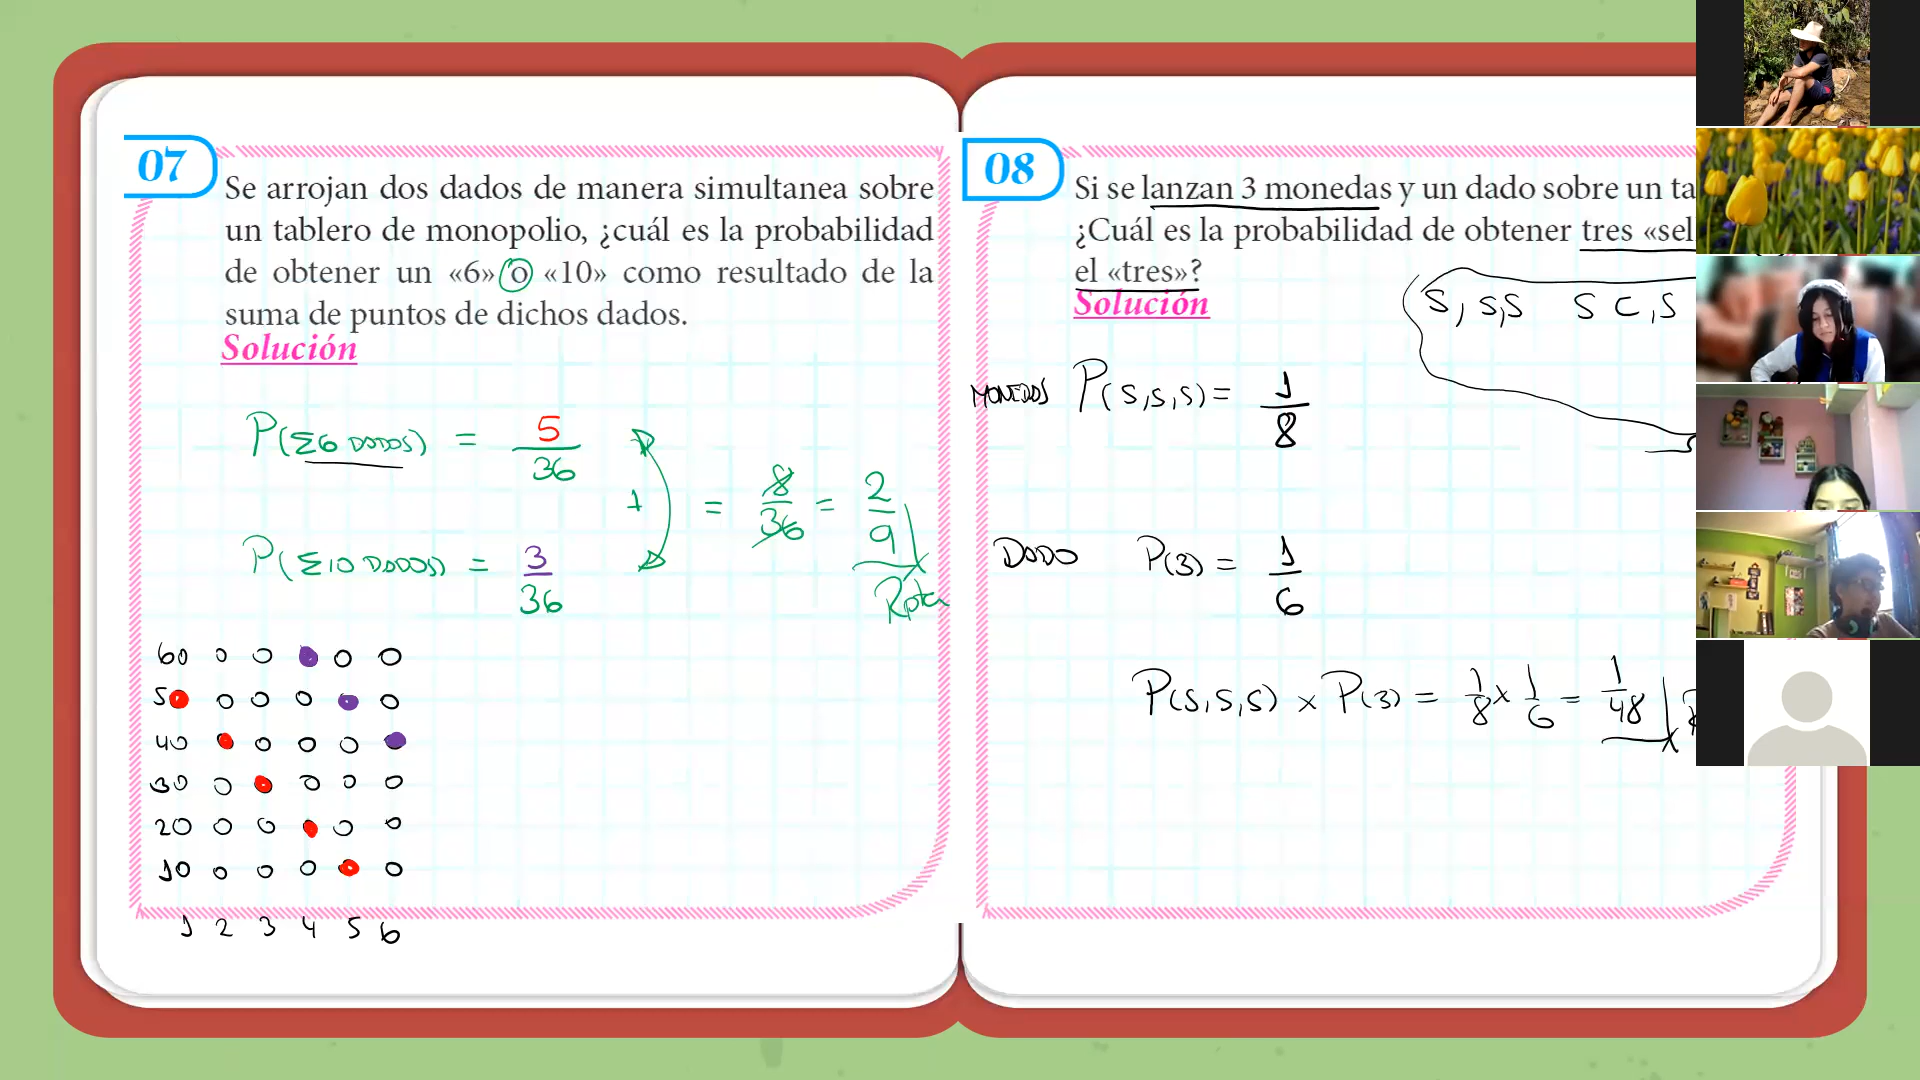 07
Se arrojan dos dados de manera simultanea sobre
un tablero de monopolio, ¿cuál es la probabilidad
de obtener un «6» o «10» como resultado de la
suma de puntos de dichos dados.
Solución
P(Σ6 DADOS) = 5/36
+ = 8/36 = 2/9
P(Σ10 DADOS) = 3/36
Rpta
6
5
4
3
2
1
1 2 3 4 5 6
08
Si se lanzan 3 monedas y un dado sobre un ta
¿Cuál es la probabilidad de obtener tres «sel
el «tres»?
Solución
S, S,S S C,S
MONEDAS P(S,S,S) = 1/8
DADO P(3) = 1/6
P(S,S,S) x P(3) = 1/8 x 1/6 = 1/48